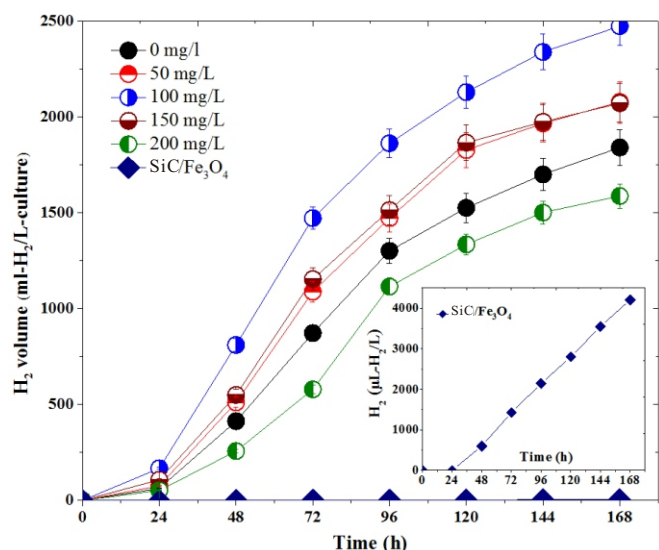 H2 volume (ml-H2/L-culture)
2500
2000
1500
1000
500
0
0 mg/l
50 mg/L
100 mg/L
150 mg/L
200 mg/L
SiC/Fe3O4
0 24 48 72 96 120 144 168
Time (h)
H2 (µL-H2/L)
4000
3000
2000
1000
0
SiC/Fe3O4
Time (h)
0 24 48 72 96 120 144 168